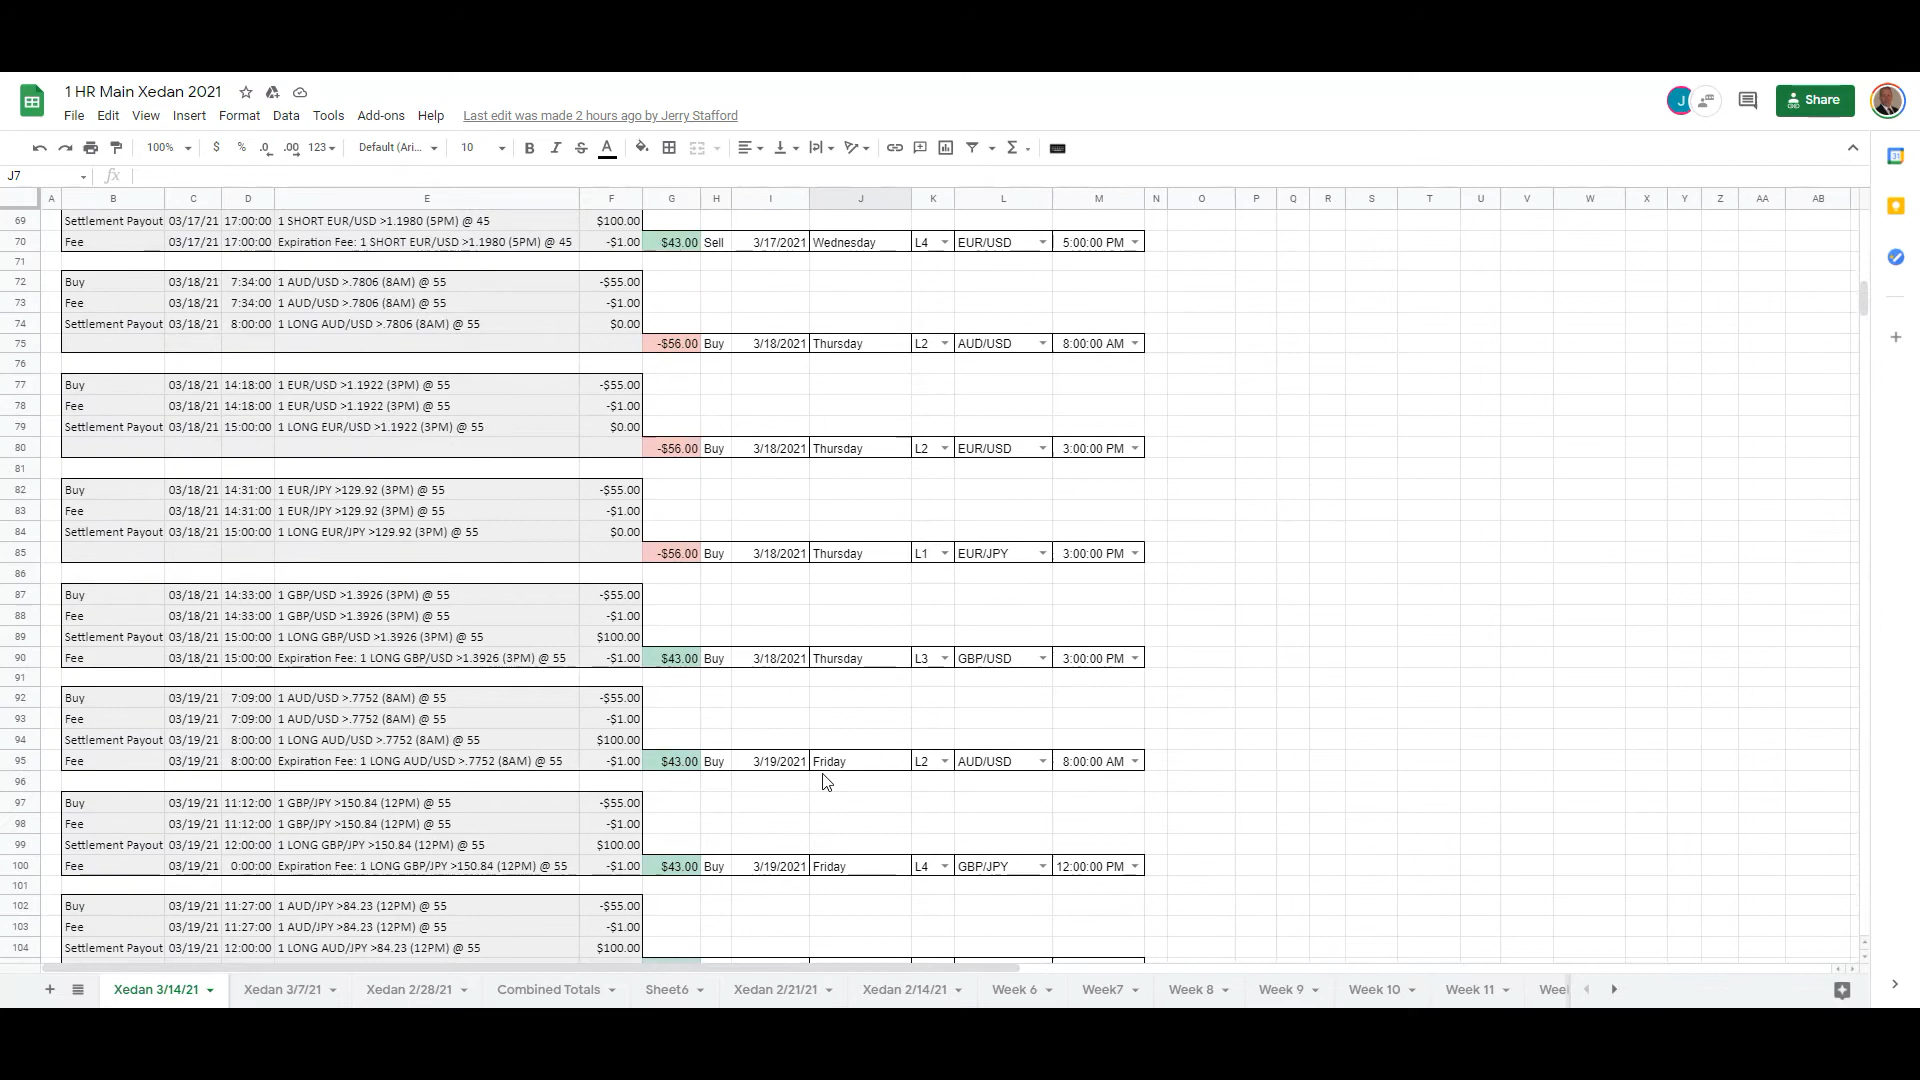 1 HR Main Xedan 2021
J
Share
File Edit View Insert Format Data Tools Add-ons Help Last edit was made 2 hours ago by Jerry Stafford
100% $ % .0 .00 123 Default (Ari... 10 B I S A
J7 fx
A B C D E F G H I J K L M N O P Q R S T U V W X Y Z AA AB
69 Settlement Payout 03/17/21 17:00:00 1 SHORT EUR/USD >1.1980 (5PM) @ 45 $100.00
70 Fee 03/17/21 17:00:00 Expiration Fee: 1 SHORT EUR/USD >1.1980 (5PM) @ 45 -$1.00 $43.00 Sell 3/17/2021 Wednesday L4 EUR/USD 5:00:00 PM
71
72 Buy 03/18/21 7:34:00 1 AUD/USD >.7806 (8AM) @ 55 -$55.00
73 Fee 03/18/21 7:34:00 1 AUD/USD >.7806 (8AM) @ 55 -$1.00
74 Settlement Payout 03/18/21 8:00:00 1 LONG AUD/USD >.7806 (8AM) @ 55 $0.00
75 -$56.00 Buy 3/18/2021 Thursday L2 AUD/USD 8:00:00 AM
76
77 Buy 03/18/21 14:18:00 1 EUR/USD >1.1922 (3PM) @ 55 -$55.00
78 Fee 03/18/21 14:18:00 1 EUR/USD >1.1922 (3PM) @ 55 -$1.00
79 Settlement Payout 03/18/21 15:00:00 1 LONG EUR/USD >1.1922 (3PM) @ 55 $0.00
80 -$56.00 Buy 3/18/2021 Thursday L2 EUR/USD 3:00:00 PM
81
82 Buy 03/18/21 14:31:00 1 EUR/JPY >129.92 (3PM) @ 55 -$55.00
83 Fee 03/18/21 14:31:00 1 EUR/JPY >129.92 (3PM) @ 55 -$1.00
84 Settlement Payout 03/18/21 15:00:00 1 LONG EUR/JPY >129.92 (3PM) @ 55 $0.00
85 -$56.00 Buy 3/18/2021 Thursday L1 EUR/JPY 3:00:00 PM
86
87 Buy 03/18/21 14:33:00 1 GBP/USD >1.3926 (3PM) @ 55 -$55.00
88 Fee 03/18/21 14:33:00 1 GBP/USD >1.3926 (3PM) @ 55 -$1.00
89 Settlement Payout 03/18/21 15:00:00 1 LONG GBP/USD >1.3926 (3PM) @ 55 $100.00
90 Fee 03/18/21 15:00:00 Expiration Fee: 1 LONG GBP/USD >1.3926 (3PM) @ 55 -$1.00 $43.00 Buy 3/18/2021 Thursday L3 GBP/USD 3:00:00 PM
91
92 Buy 03/19/21 7:09:00 1 AUD/USD >.7752 (8AM) @ 55 -$55.00
93 Fee 03/19/21 7:09:00 1 AUD/USD >.7752 (8AM) @ 55 -$1.00
94 Settlement Payout 03/19/21 8:00:00 1 LONG AUD/USD >.7752 (8AM) @ 55 $100.00
95 Fee 03/19/21 8:00:00 Expiration Fee: 1 LONG AUD/USD >.7752 (8AM) @ 55 -$1.00 $43.00 Buy 3/19/2021 Friday L2 AUD/USD 8:00:00 AM
96
97 Buy 03/19/21 11:12:00 1 GBP/JPY >150.84 (12PM) @ 55 -$55.00
98 Fee 03/19/21 11:12:00 1 GBP/JPY >150.84 (12PM) @ 55 -$1.00
99 Settlement Payout 03/19/21 12:00:00 1 LONG GBP/JPY >150.84 (12PM) @ 55 $100.00
100 Fee 03/19/21 0:00:00 Expiration Fee: 1 LONG GBP/JPY >150.84 (12PM) @ 55 -$1.00 $43.00 Buy 3/19/2021 Friday L4 GBP/JPY 12:00:00 PM
101
102 Buy 03/19/21 11:27:00 1 AUD/JPY >84.23 (12PM) @ 55 -$55.00
103 Fee 03/19/21 11:27:00 1 AUD/JPY >84.23 (12PM) @ 55 -$1.00
104 Settlement Payout 03/19/21 12:00:00 1 LONG AUD/JPY >84.23 (12PM) @ 55 $100.00
Xedan 3/14/21 Xedan 3/7/21 Xedan 2/28/21 Combined Totals Sheet6 Xedan 2/21/21 Xedan 2/14/21 Week 6 Week7 Week 8 Week 9 Week 10 Week 11 Wee